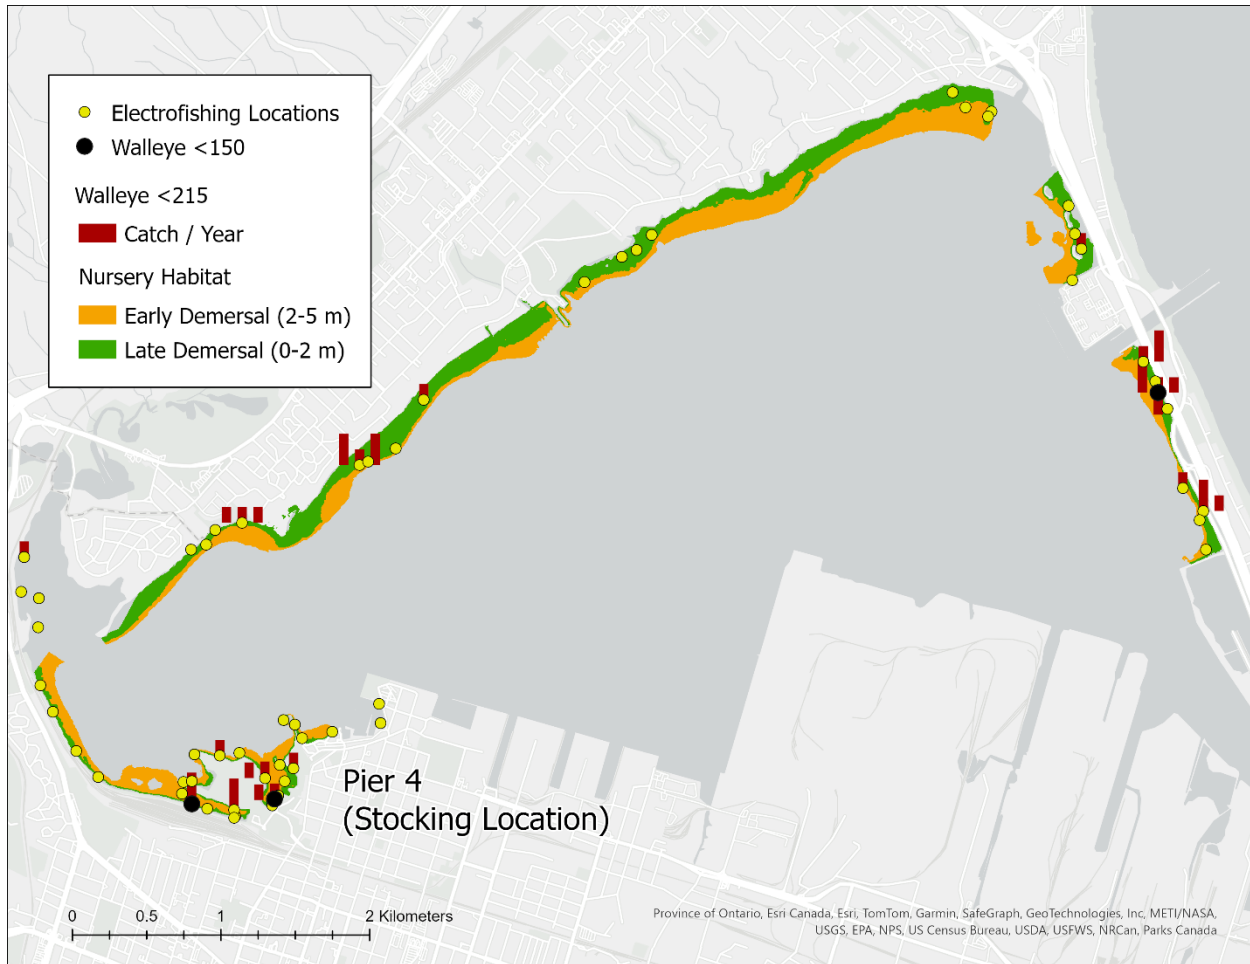 Electrofishing Locations
Walleye <150
Walleye <215
Catch / Year
Nursery Habitat
Early Demersal (2-5 m)
Late Demersal (0-2 m)
Pier 4
(Stocking Location)
0 0.5 1 2 Kilometers
Province of Ontario, Esri Canada, Esri, TomTom, Garmin, SafeGraph, GeoTechnologies, Inc, METI/NASA,
USGS, EPA, NPS, US Census Bureau, USDA, USFWS, NRCan, Parks Canada